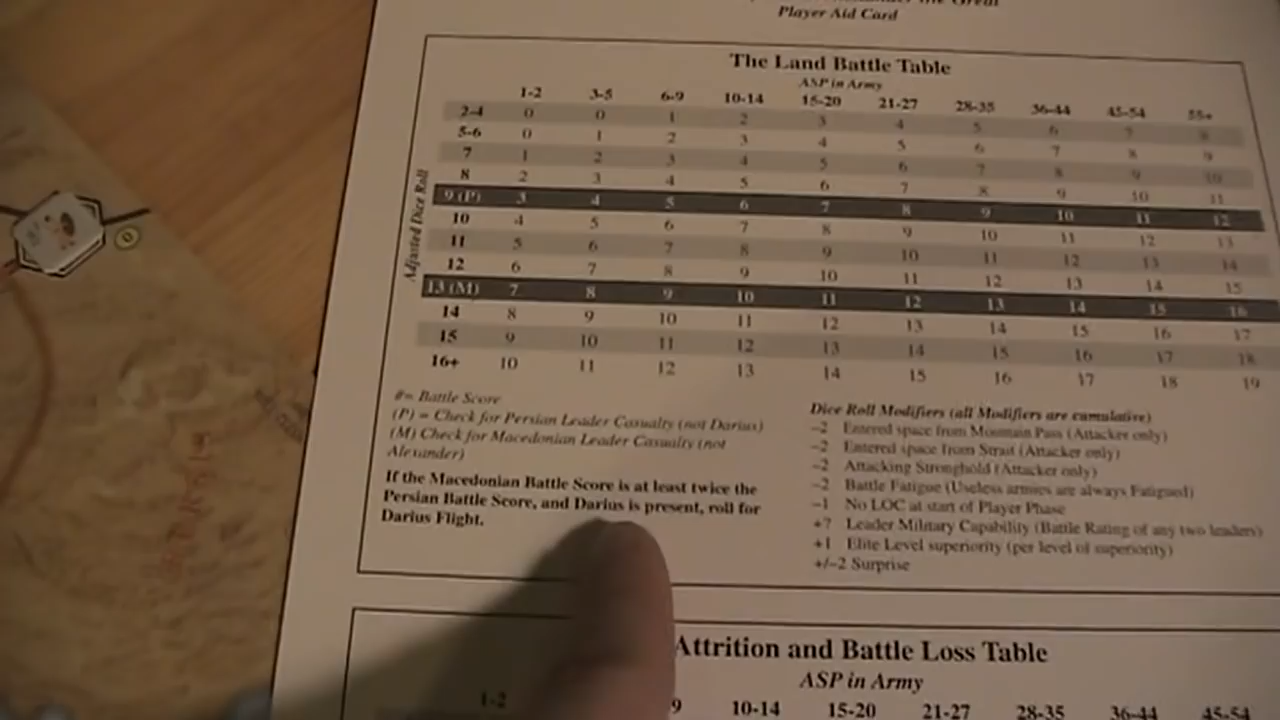 the Great
Player Aid Card
The Land Battle Table
ASP in Army
1-2 3-5 6-9 10-14 15-20 21-27 28-35 36-44 45-54 55+
Adjusted Dice Roll
2-4 0 0 1 2 3 4 5 6 7 8
5-6 0 1 2 3 4 5 6 7 8 9
7 1 2 3 4 5 6 7 8 9 10
8 2 3 4 5 6 7 8 9 10 11
9 (P) 3 4 5 6 7 8 9 10 11 12
10 4 5 6 7 8 9 10 11 12 13
11 5 6 7 8 9 10 11 12 13 14
12 6 7 8 9 10 11 12 13 14 15
13 (M) 7 8 9 10 11 12 13 14 15 16
14 8 9 10 11 12 13 14 15 16 17
15 9 10 11 12 13 14 15 16 17 18
16+ 10 11 12 13 14 15 16 17 18 19
#= Battle Score
(P) = Check for Persian Leader Casualty (not Darius)
(M) Check for Macedonian Leader Casualty (not
Alexander)
If the Macedonian Battle Score is at least twice the
Persian Battle Score, and Darius is present, roll for
Darius Flight.
Dice Roll Modifiers (all Modifiers are cumulative)
–2 Entered space from Mountain Pass (Attacker only)
–2 Entered space from Strait (Attacker only)
–2 Attacking Stronghold (Attacker only)
–2 Battle Fatigue (Useless armies are always Fatigued)
–1 No LOC at start of Player Phase
+? Leader Military Capability (Battle Rating of any two leaders)
+1 Elite Level superiority (per level of superiority)
+/–2 Surprise
Attrition and Battle Loss Table
ASP in Army
1-2 9 10-14 15-20 21-27 28-35 36-44 45-54